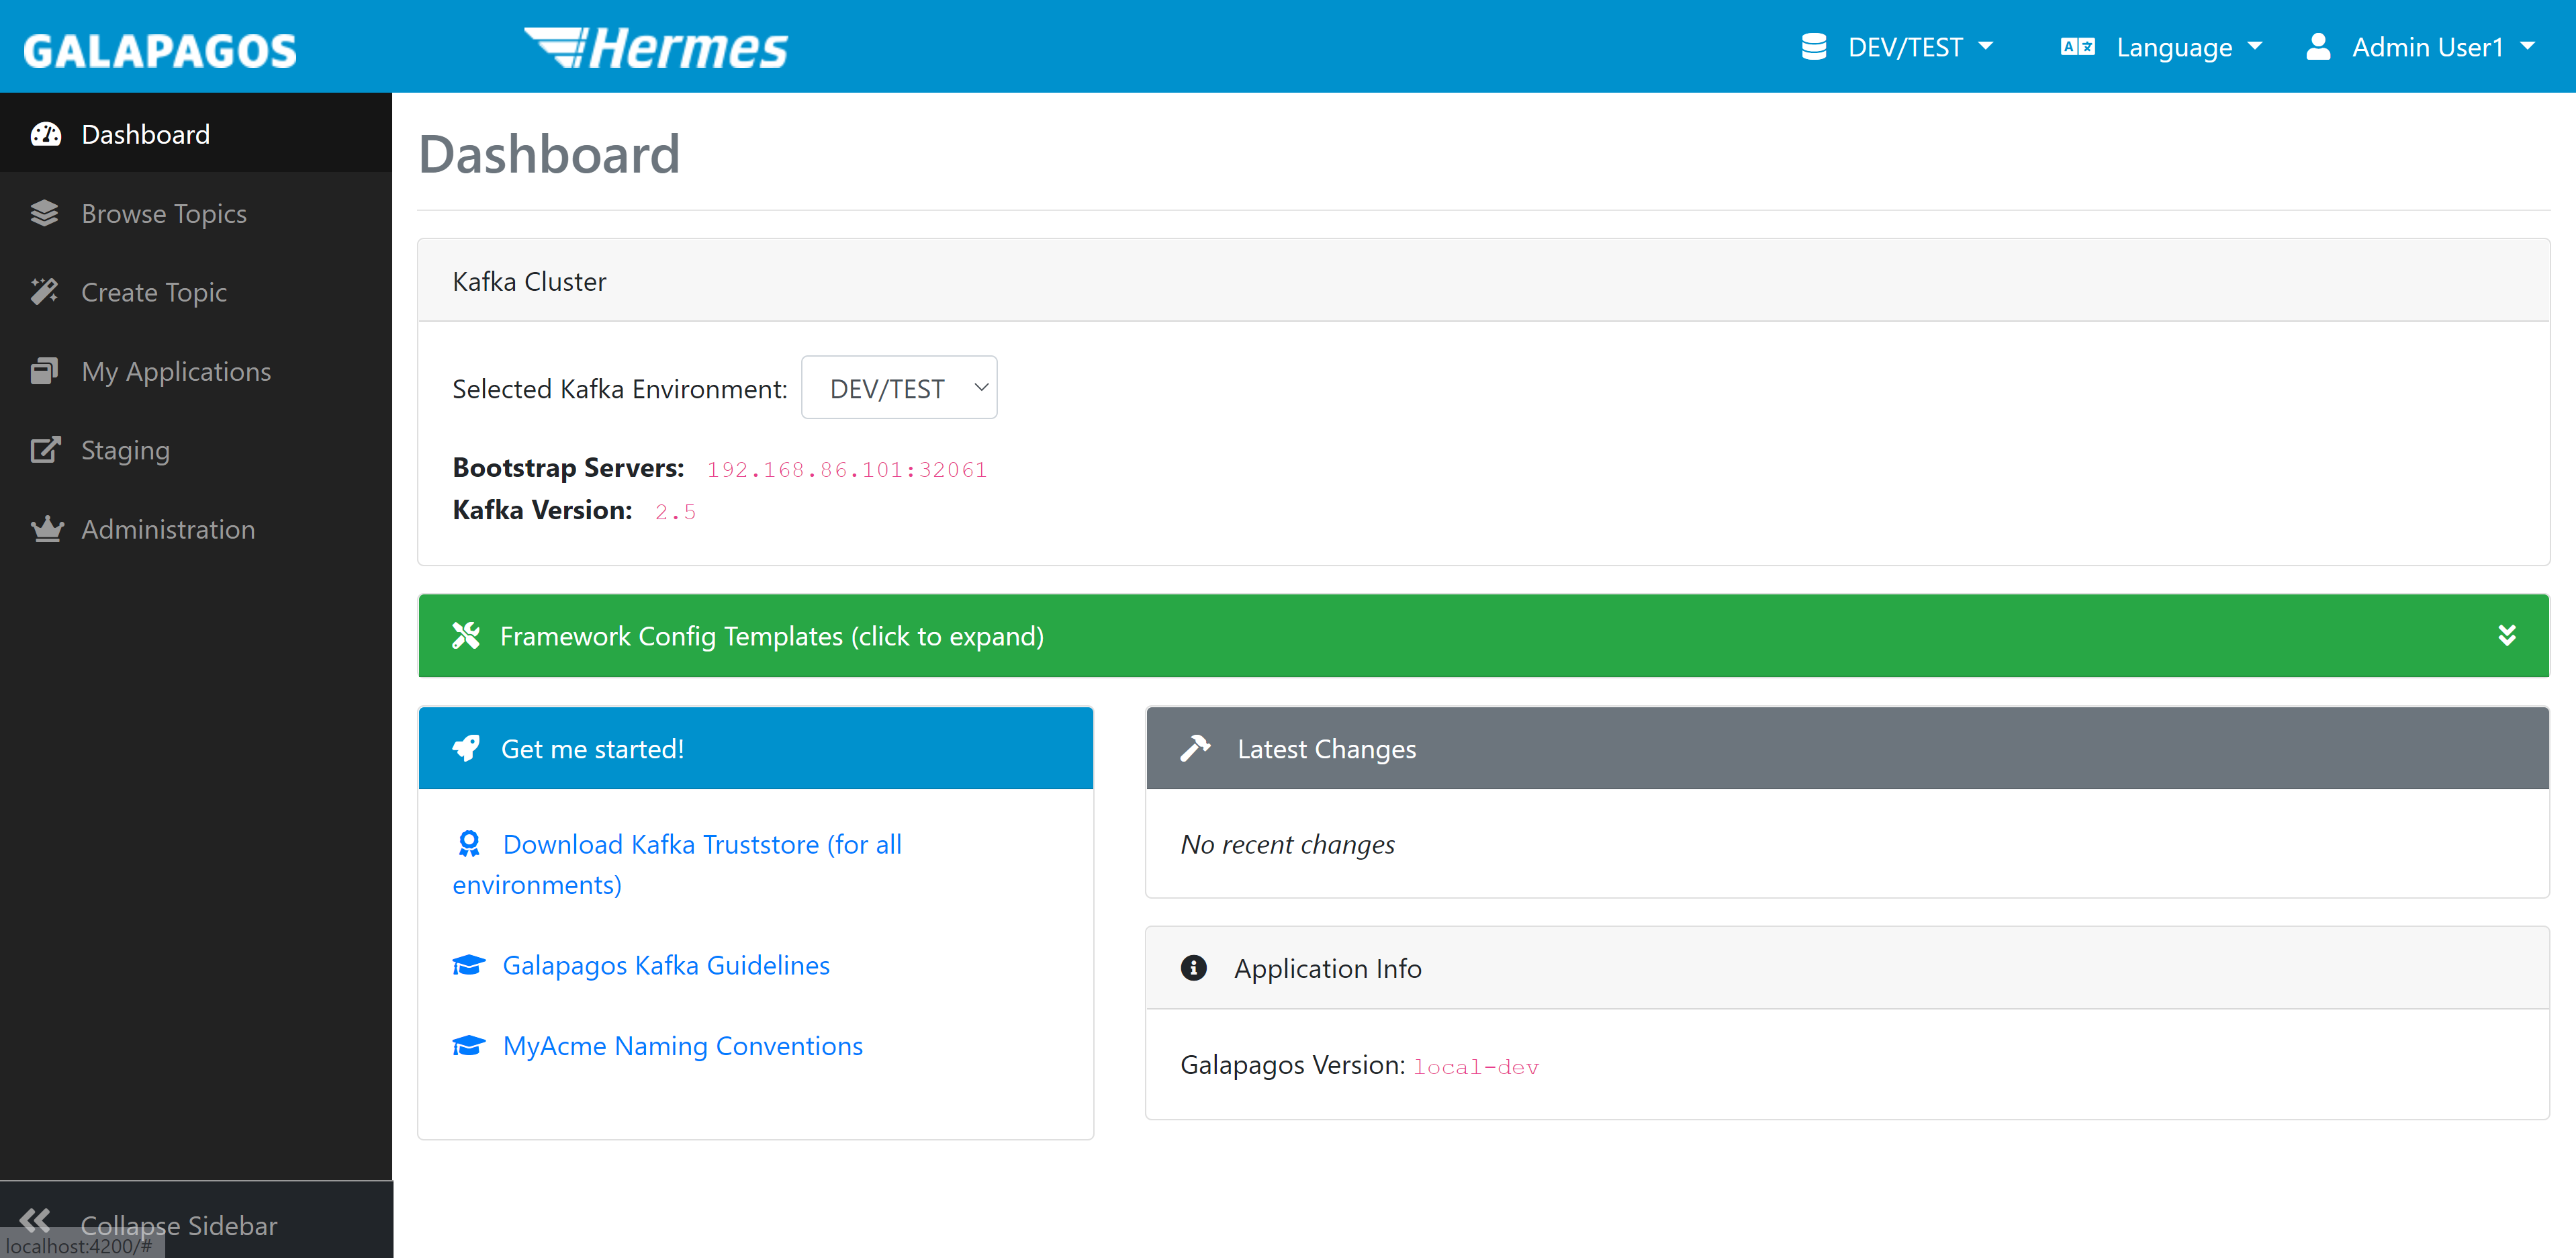 GALAPAGOS
Hermes
DEV/TEST
Language
Admin User1
Dashboard
Browse Topics
Create Topic
My Applications
Staging
Administration
Collapse Sidebar
localhost:4200/#
Dashboard
Kafka Cluster
Selected Kafka Environment: DEV/TEST
Bootstrap Servers: 192.168.86.101:32061
Kafka Version: 2.5
Framework Config Templates (click to expand)
Get me started!
Download Kafka Truststore (for all
environments)
Galapagos Kafka Guidelines
MyAcme Naming Conventions
Latest Changes
No recent changes
Application Info
Galapagos Version: local-dev